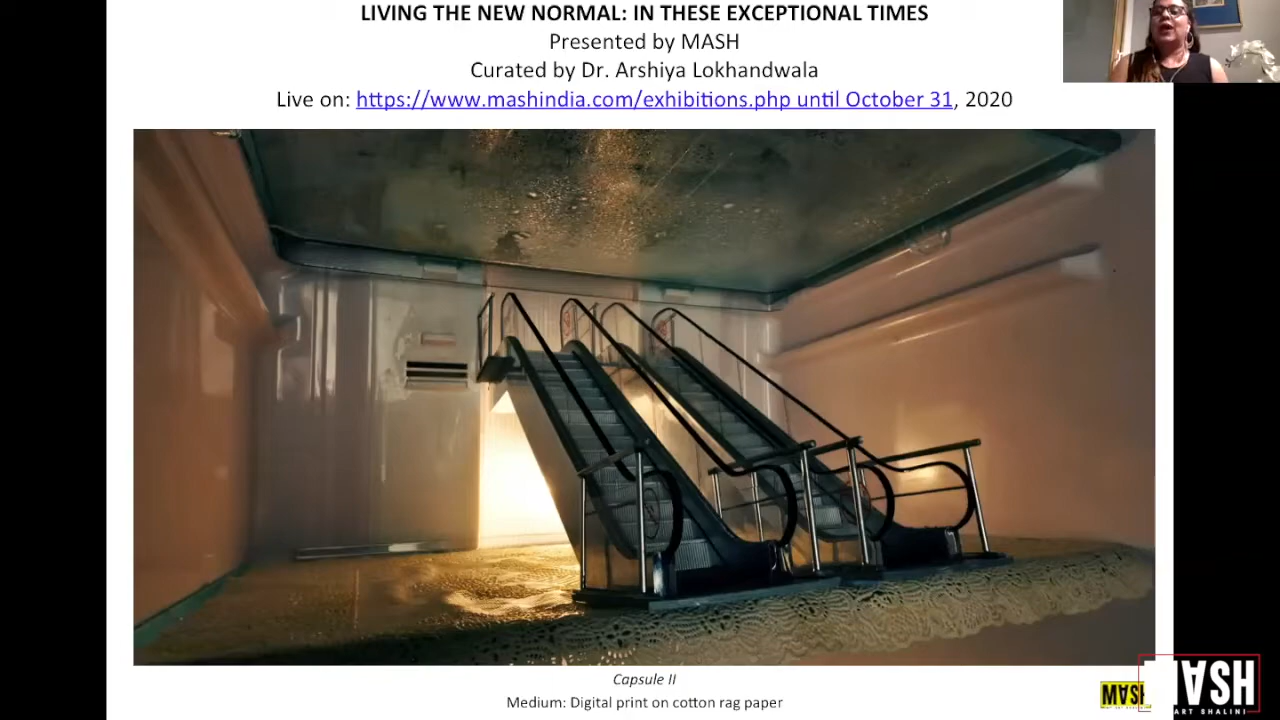 LIVING THE NEW NORMAL: IN THESE EXCEPTIONAL TIMES
Presented by MASH
Curated by Dr. Arshiya Lokhandwala
Live on: https://www.mashindia.com/exhibitions.php until October 31, 2020
Capsule II
Medium: Digital print on cotton rag paper
MASH
MASH
ART SHALINI